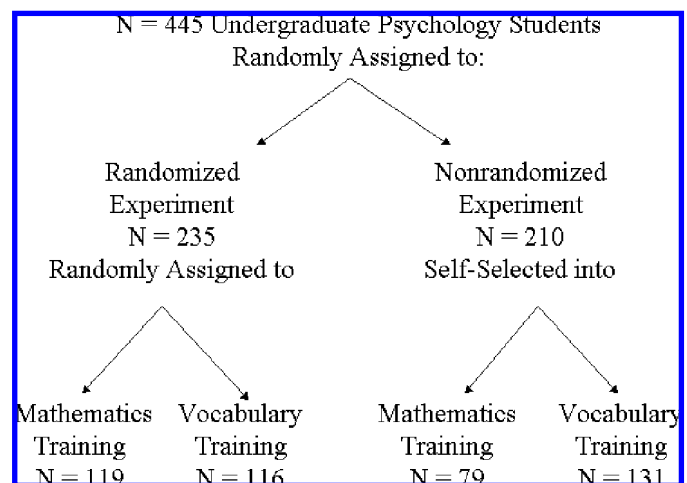 N = 445 Undergraduate Psychology Students
Randomly Assigned to:
Randomized
Experiment
N = 235
Randomly Assigned to
Nonrandomized
Experiment
N = 210
Self-Selected into
Mathematics
Training
N = 119
Vocabulary
Training
N = 116
Mathematics
Training
N = 79
Vocabulary
Training
N = 131